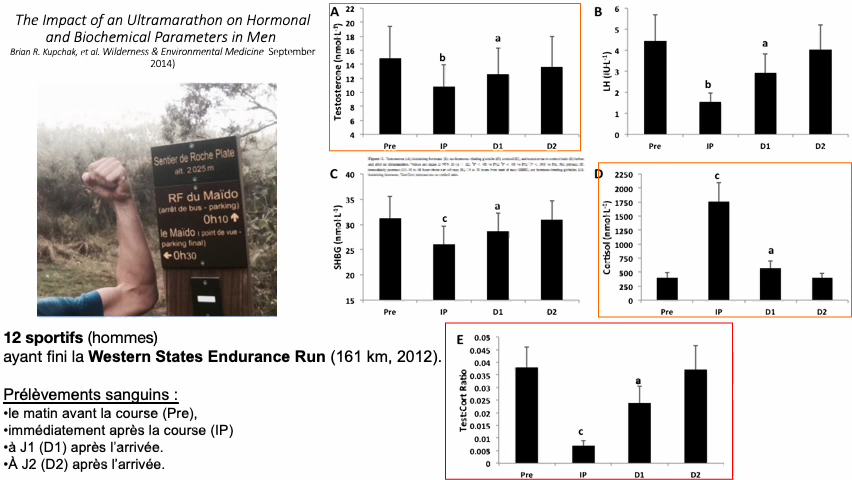 The Impact of an Ultramarathon on Hormonal
and Biochemical Parameters in Men
Brian R. Kupchak, et al. Wilderness & Environmental Medicine September
2014)
Sentier de Roche Plate
alt. 2.025 m
RF du Maïdo
(arrêt de bus - parking)
0h10
le Maïdo ( point de vue -
parking final)
0h30
12 sportifs (hommes)
ayant fini la Western States Endurance Run (161 km, 2012).
Prélèvements sanguins :
•le matin avant la course (Pre),
•immédiatement après la course (IP)
•à J1 (D1) après l'arrivée.
•À J2 (D2) après l'arrivée.
A
Testosterone (nmol·L⁻¹)
22
20
18
16
14
12
10
8
6
4
b
a
Pre IP D1 D2
B
LH (IU·L⁻¹)
6
5
4
3
2
1
0
b
a
Pre IP D1 D2
C
SHBG (nmol·L⁻¹)
40
35
30
25
20
15
c
a
Pre IP D1 D2
D
Cortisol (nmol·L⁻¹)
2250
2000
1750
1500
1250
1000
750
500
250
0
c
a
Pre IP D1 D2
E
Test:Cort Ratio
0.05
0.045
0.04
0.035
0.03
0.025
0.02
0.015
0.01
0.005
0
c
a
Pre IP D1 D2